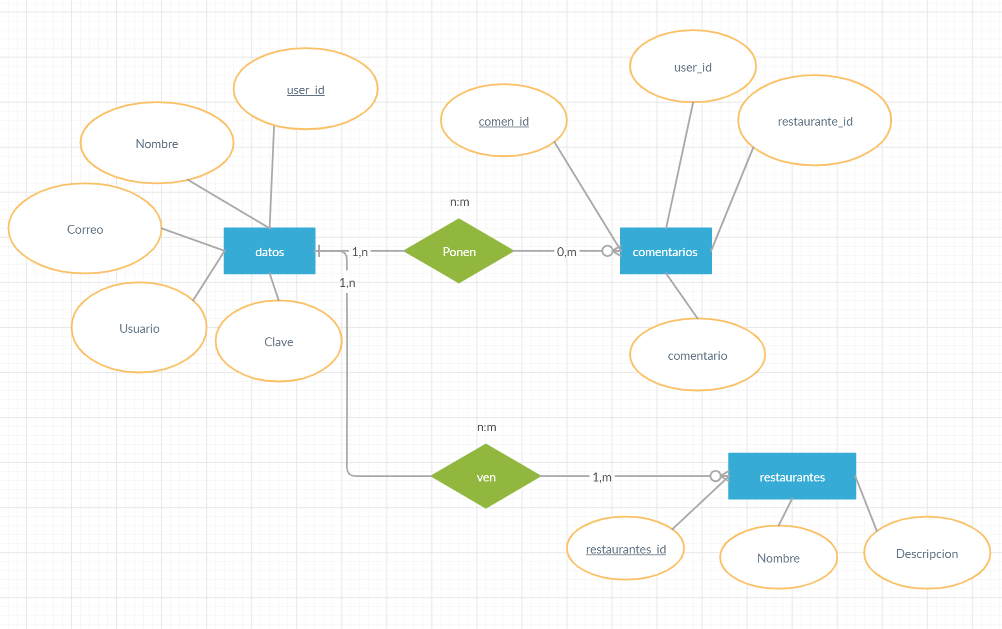 user_id
Nombre
Correo
Usuario
Clave
datos
1,n
1,n
n:m
Ponen
0,m
comen_id
user_id
restaurante_id
comentarios
comentario
n:m
ven
1,m
restaurantes
restaurantes_id
Nombre
Descripcion